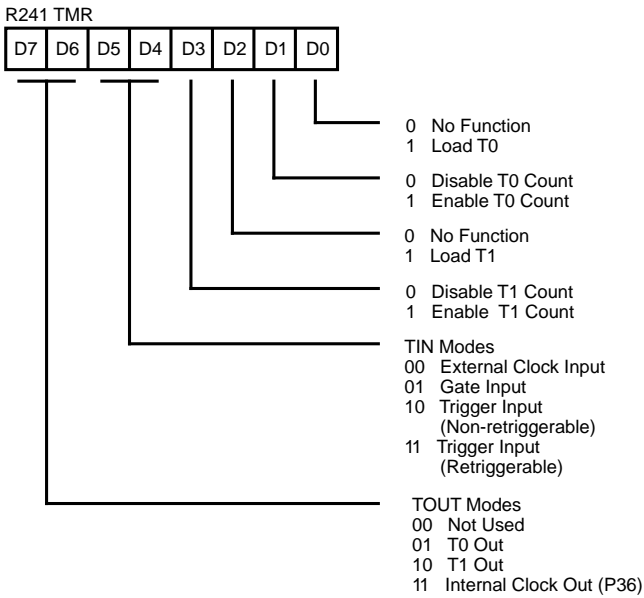 R241 TMR
D7 D6 D5 D4 D3 D2 D1 D0
0 No Function
1 Load T0
0 Disable T0 Count
1 Enable T0 Count
0 No Function
1 Load T1
0 Disable T1 Count
1 Enable T1 Count
TIN Modes
00 External Clock Input
01 Gate Input
10 Trigger Input
(Non-retriggerable)
11 Trigger Input
(Retriggerable)
TOUT Modes
00 Not Used
01 T0 Out
10 T1 Out
11 Internal Clock Out (P36)